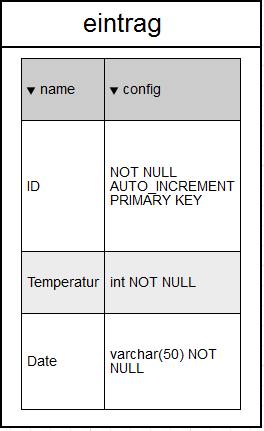 eintrag
▼ name ▼ config
ID
NOT NULL
AUTO_INCREMENT
PRIMARY KEY
Temperatur int NOT NULL
Date
varchar(50) NOT
NULL